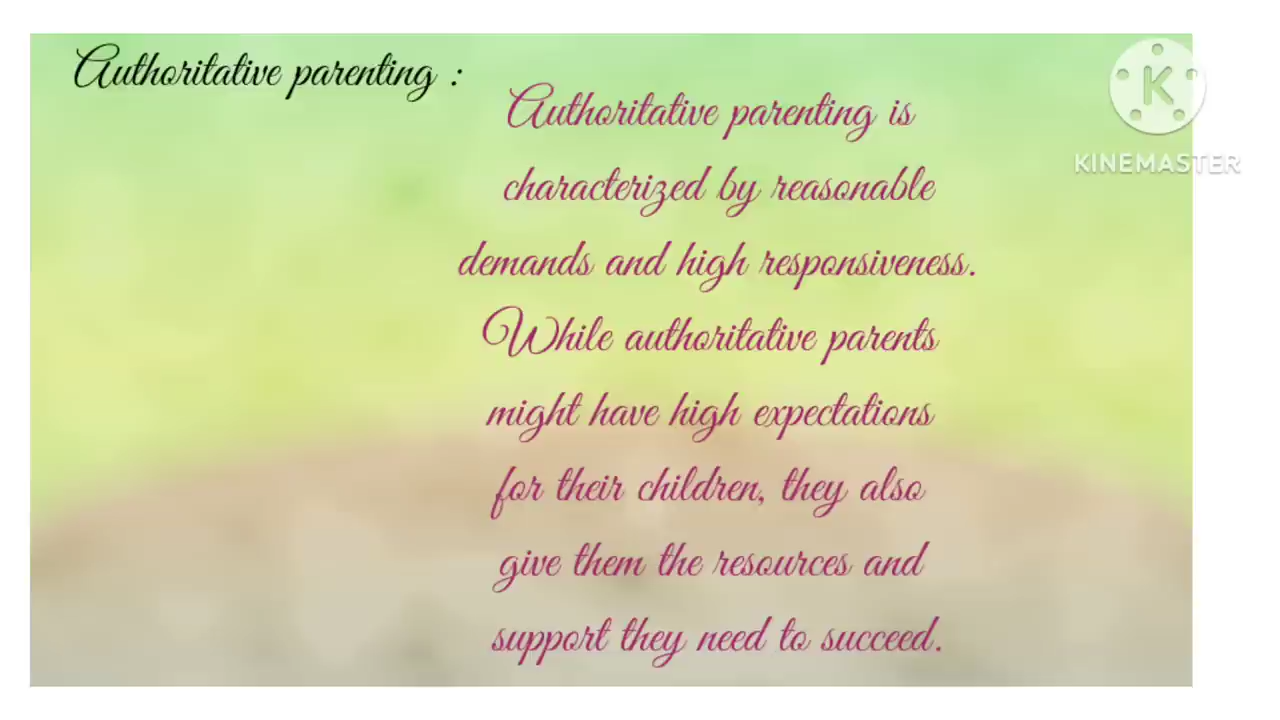 Authoritative parenting :
Authoritative parenting is
characterized by reasonable
demands and high responsiveness.
While authoritative parents
might have high expectations
for their children, they also
give them the resources and
support they need to succeed.
K
KINEMASTER